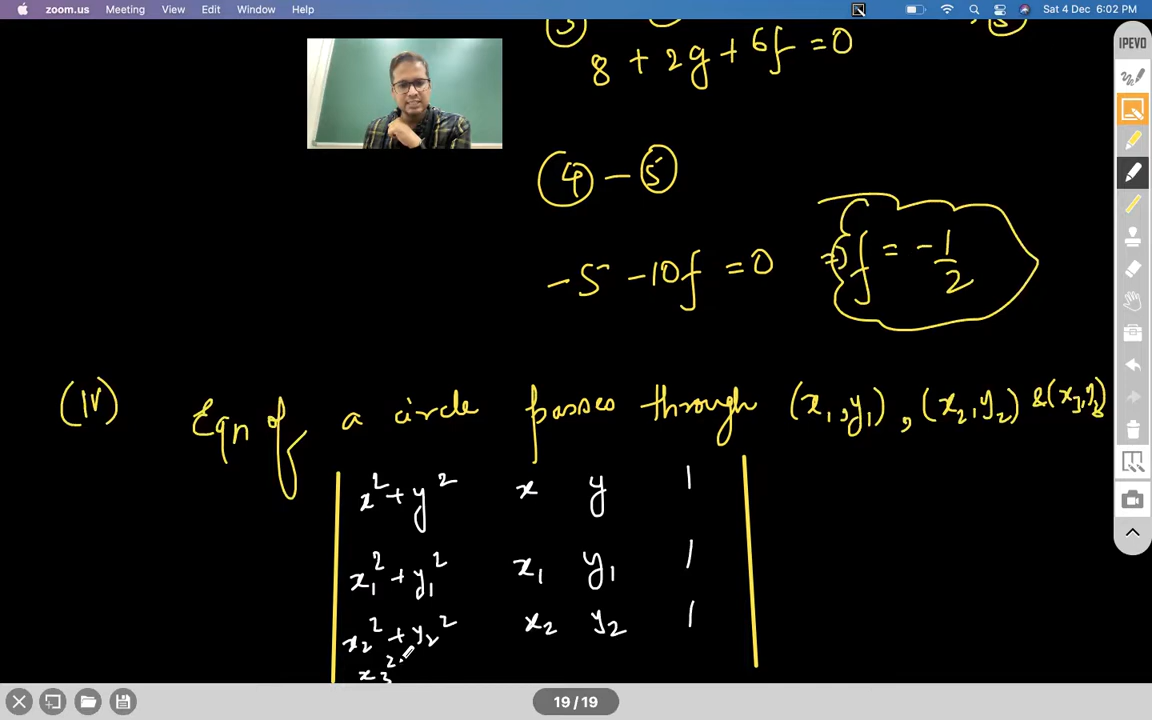 zoom.us Meeting View Edit Window Help Sat 4 Dec 6:02 PM
IPEVO
8 + 2g + 6f = 0
④ – ⑤
-5 -10f = 0 ⇒ f = -1/2
(IV) Eqn of a circle passes through (x₁,y₁), (x₂,y₂) & (x₃,y₃)
x²+y² x y 1
x₁²+y₁² x₁ y₁ 1
x₂²+y₂² x₂ y₂ 1
x₃²
19 / 19